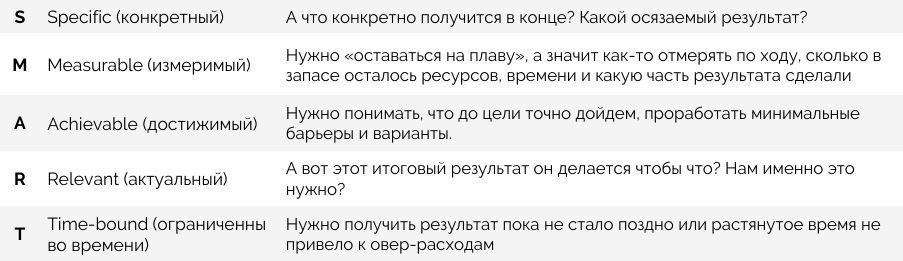 S Specific (конкретный) А что конкретно получится в конце? Какой осязаемый результат?
M Measurable (измеримый) Нужно «оставаться на плаву», а значит как-то отмерять по ходу, сколько в
запасе осталось ресурсов, времени и какую часть результата сделали
A Achievable (достижимый) Нужно понимать, что до цели точно дойдем, проработать минимальные
барьеры и варианты.
R Relevant (актуальный) А вот этот итоговый результат он делается чтобы что? Нам именно это
нужно?
T Time-bound (ограниченны
во времени)
Нужно получить результат пока не стало поздно или растянутое время не
привело к овер-расходам